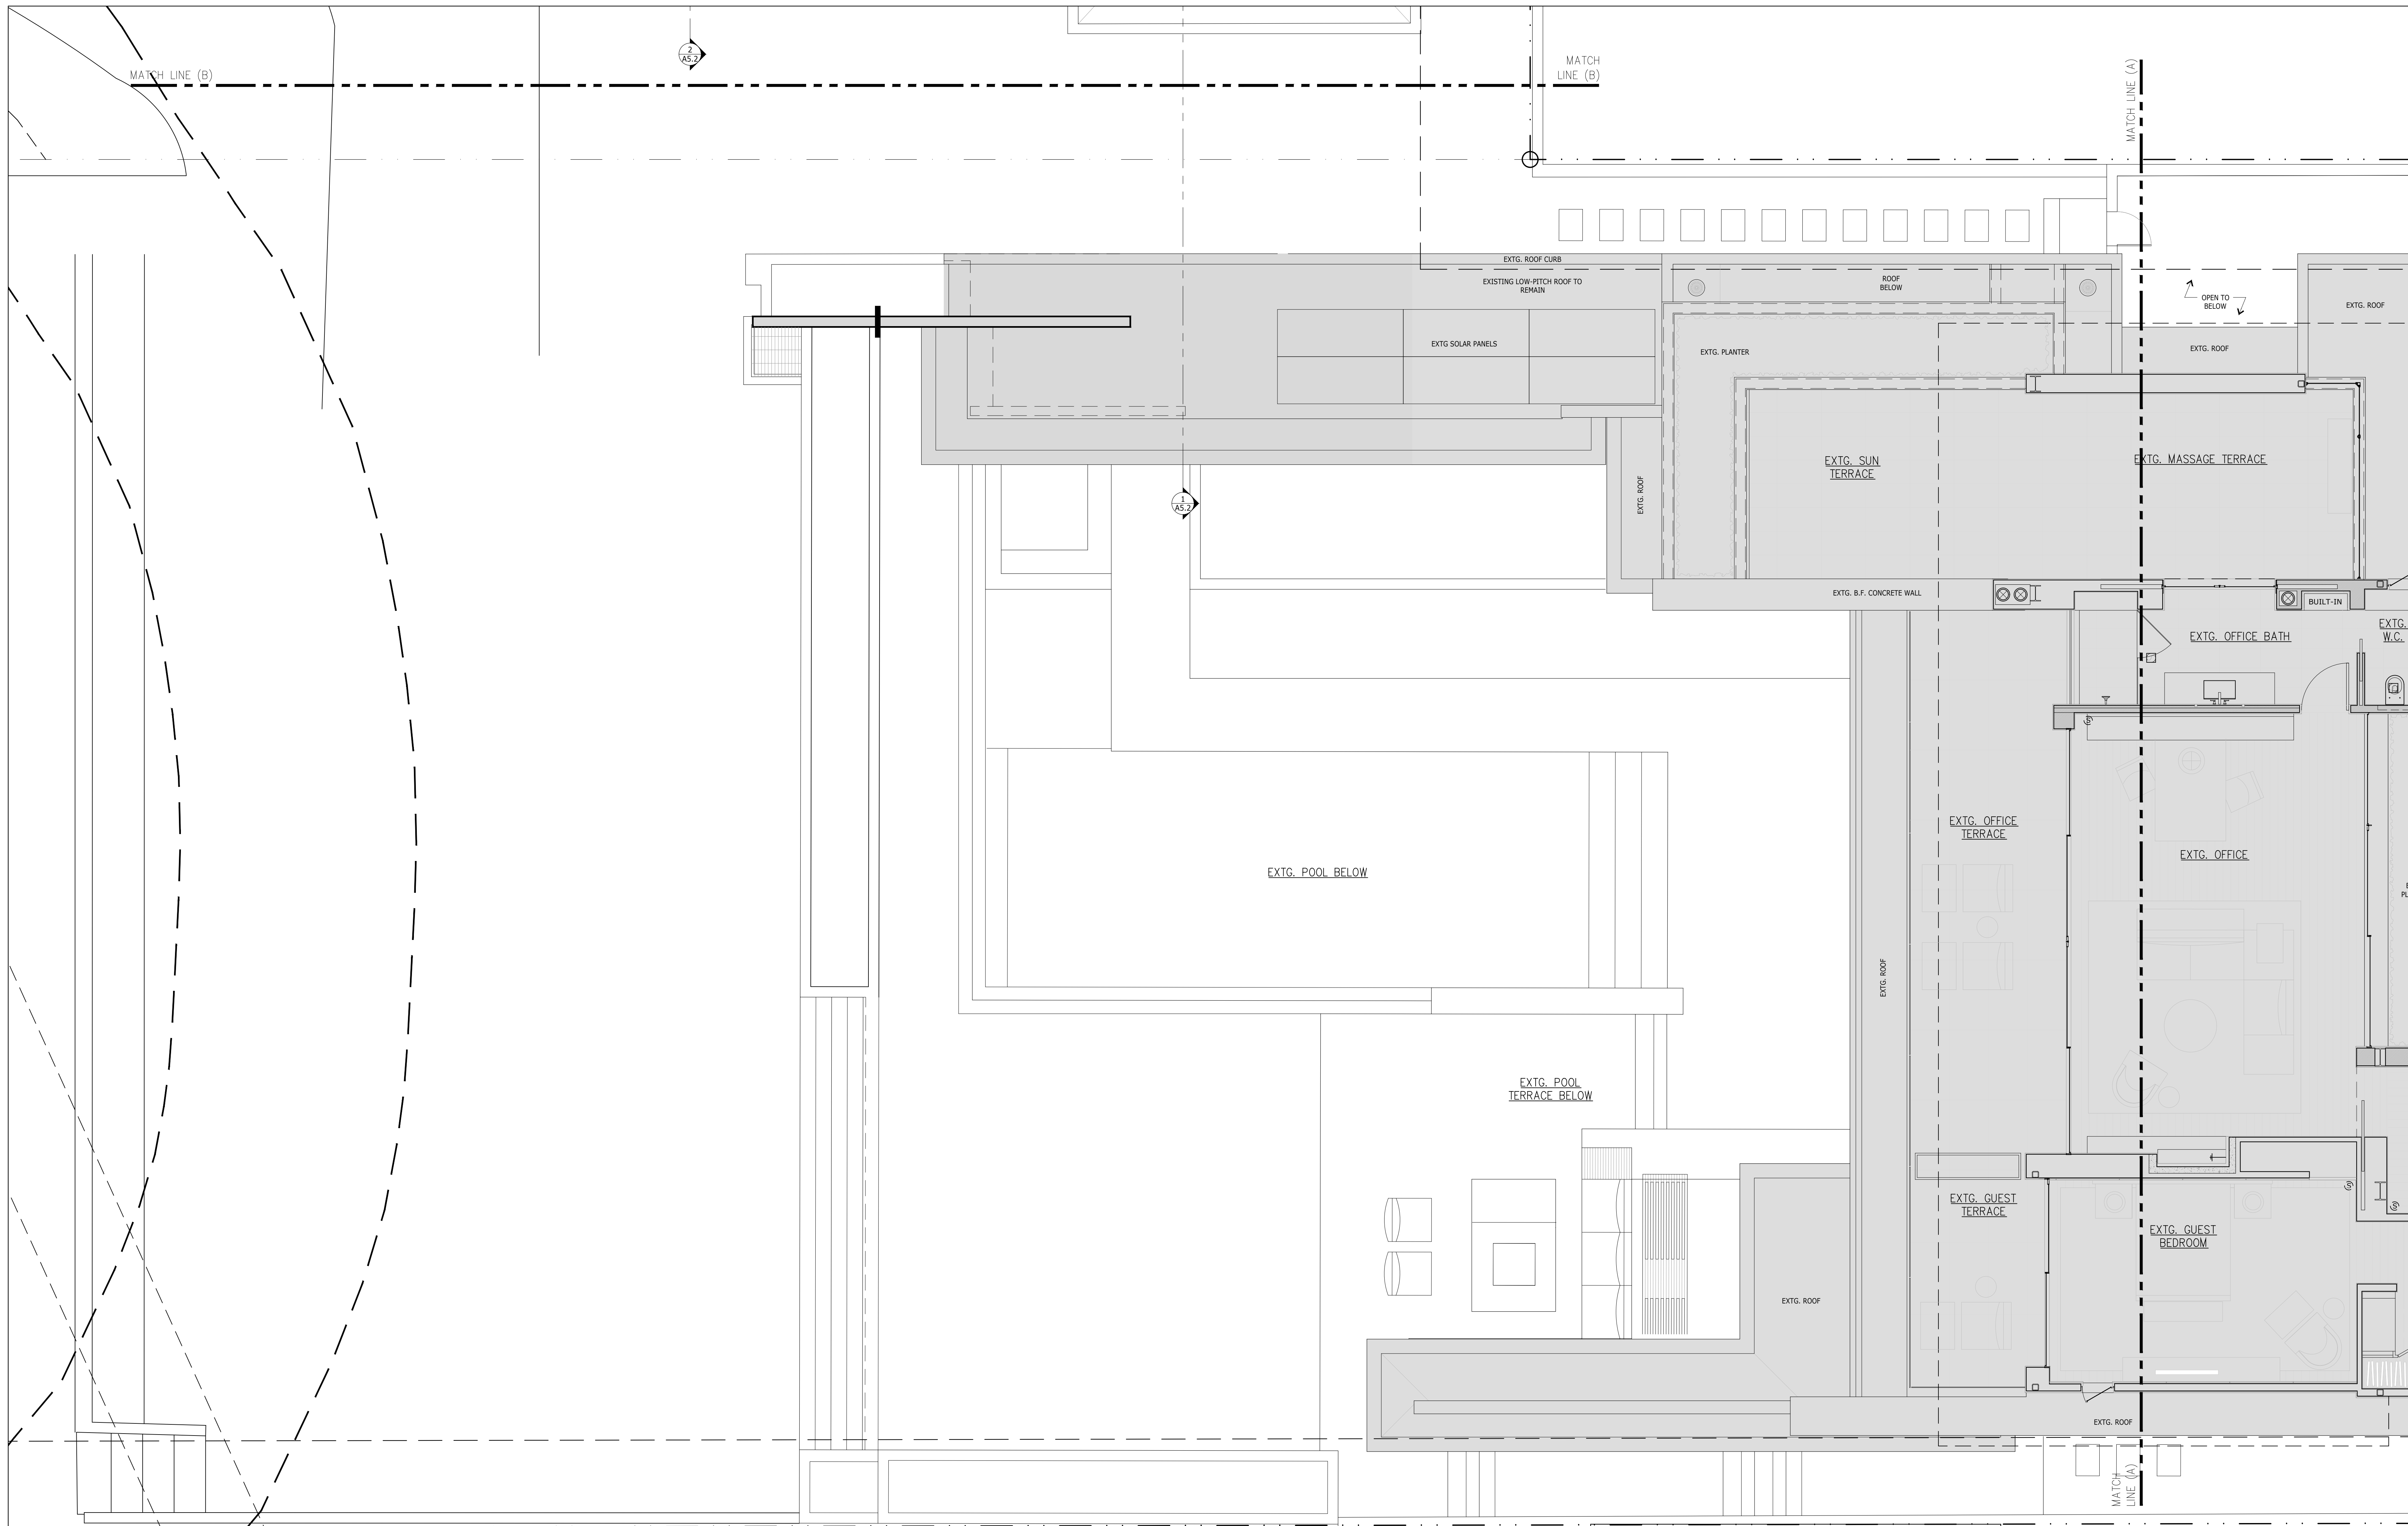 2
A5.2
MATCH LINE (B)
MATCH
LINE (B)
MATCH LINE (A)
EXTG. ROOF CURB
EXISTING LOW-PITCH ROOF TO
REMAIN
ROOF
BELOW
OPEN TO
BELOW
EXTG. ROOF
EXTG SOLAR PANELS
EXTG. PLANTER
EXTG. ROOF
EXTG. SUN
TERRACE
EXTG. MASSAGE TERRACE
EXTG. ROOF
1
A5.2
EXTG. B.F. CONCRETE WALL
BUILT-IN
EXTG. OFFICE BATH
EXTG.
W.C.
EXTG. OFFICE
TERRACE
EXTG. OFFICE
EXTG. POOL BELOW
EXTG. ROOF
EXTG. POOL
TERRACE BELOW
EXTG. GUEST
TERRACE
EXTG. GUEST
BEDROOM
EXTG. ROOF
EXTG. ROOF
MATCH
LINE (A)